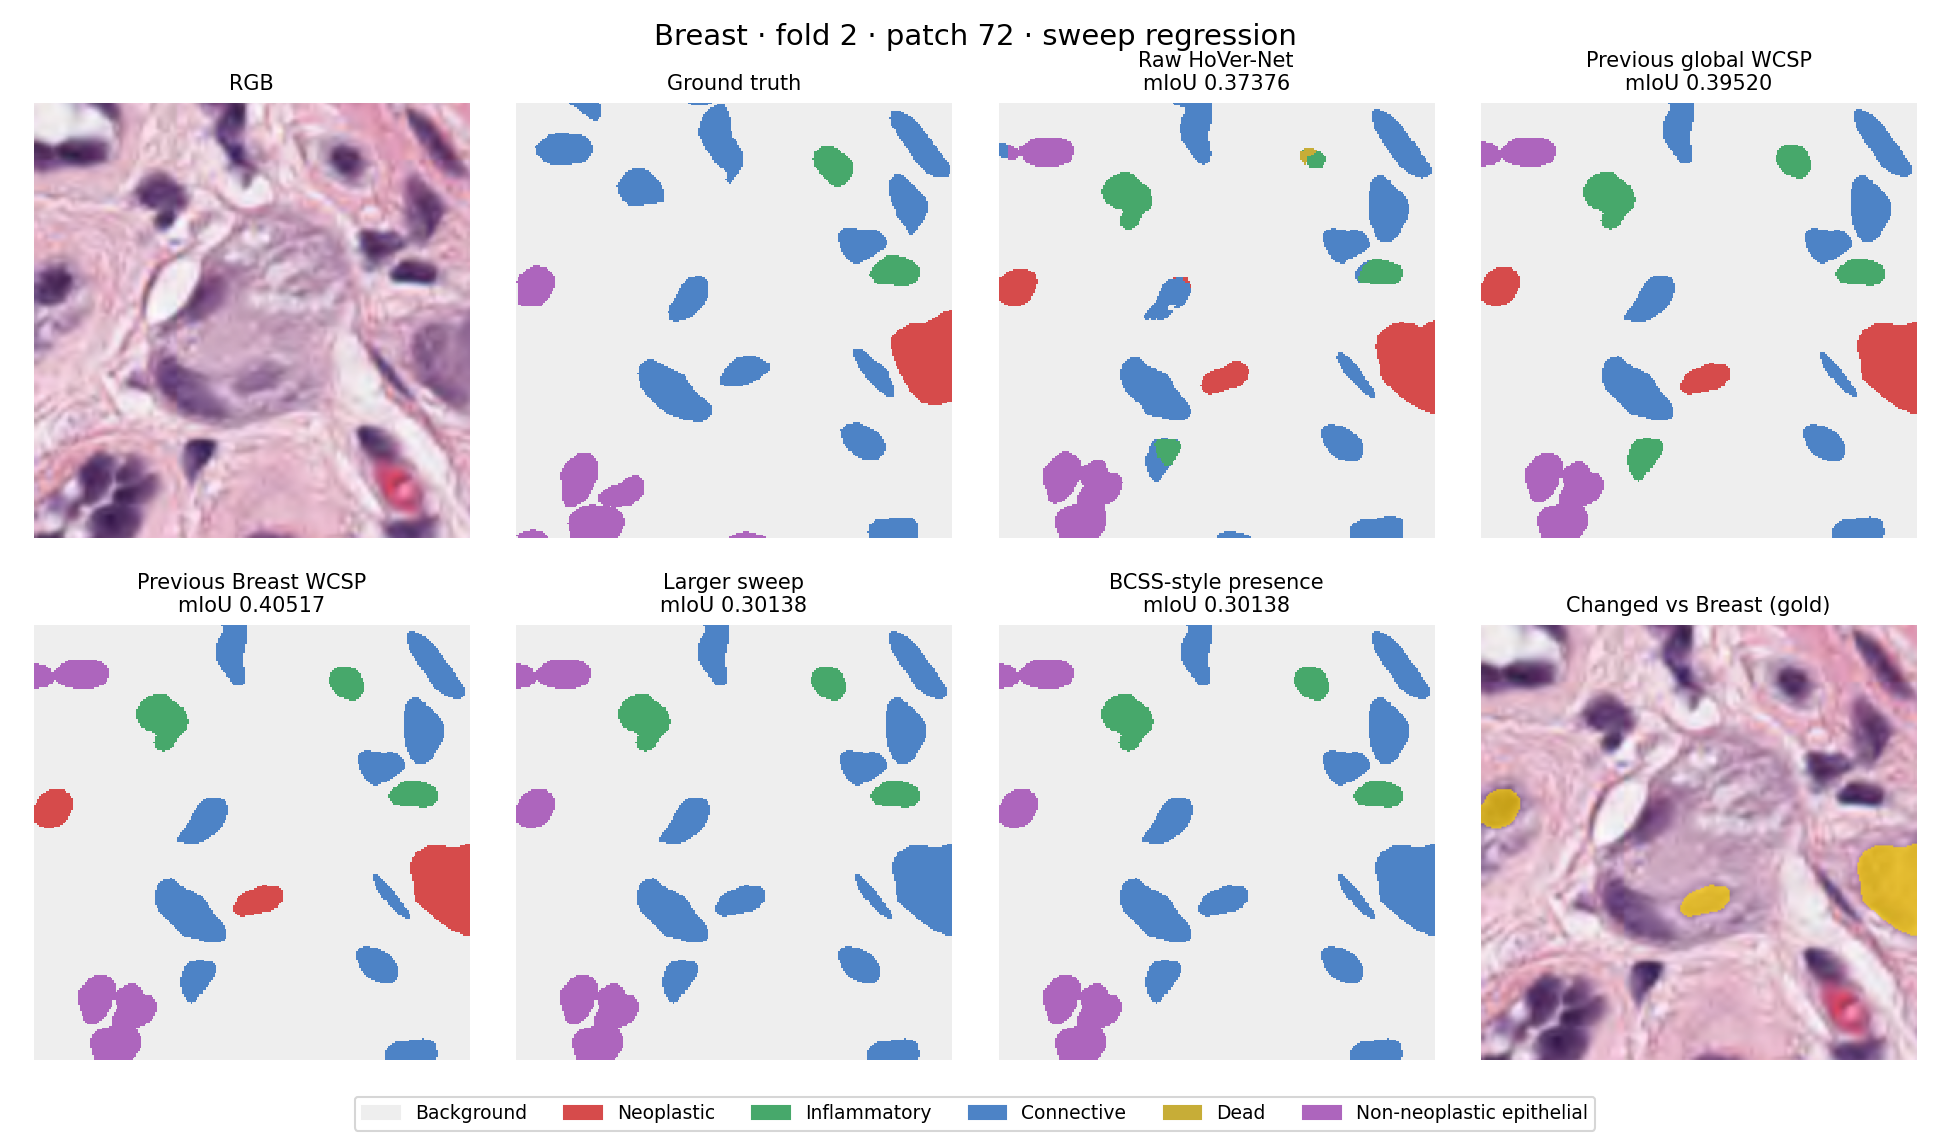 Breast · fold 2 · patch 72 · sweep regression
RGB
Ground truth
Raw HoVer-Net
mIoU 0.37376
Previous global WCSP
mIoU 0.39520
Previous Breast WCSP
mIoU 0.40517
Larger sweep
mIoU 0.30138
BCSS-style presence
mIoU 0.30138
Changed vs Breast (gold)
Background
Neoplastic
Inflammatory
Connective
Dead
Non-neoplastic epithelial